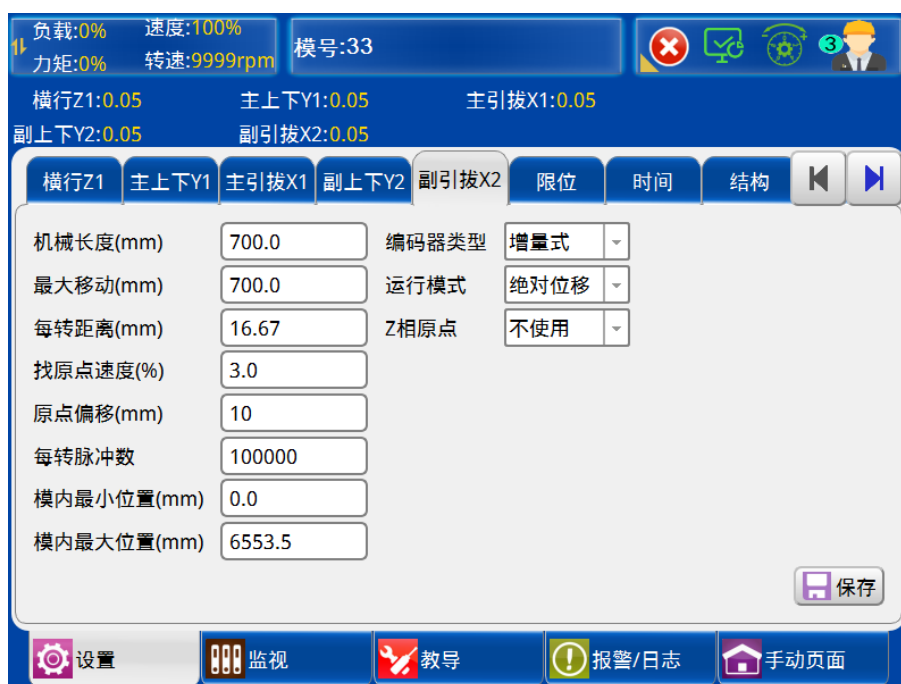 负载:0% 速度:100% 模号:33 3
力矩:0% 转速:9999rpm
横行Z1:0.05 主上下Y1:0.05 主引拔X1:0.05
副上下Y2:0.05 副引拔X2:0.05
横行Z1 主上下Y1 主引拔X1 副上下Y2 副引拔X2 限位 时间 结构
机械长度(mm) 700.0 编码器类型 增量式
最大移动(mm) 700.0 运行模式 绝对位移
每转距离(mm) 16.67 Z相原点 不使用
找原点速度(%) 3.0
原点偏移(mm) 10
每转脉冲数 100000
模内最小位置(mm) 0.0
模内最大位置(mm) 6553.5
保存
设置 监视 教导 报警/日志 手动页面